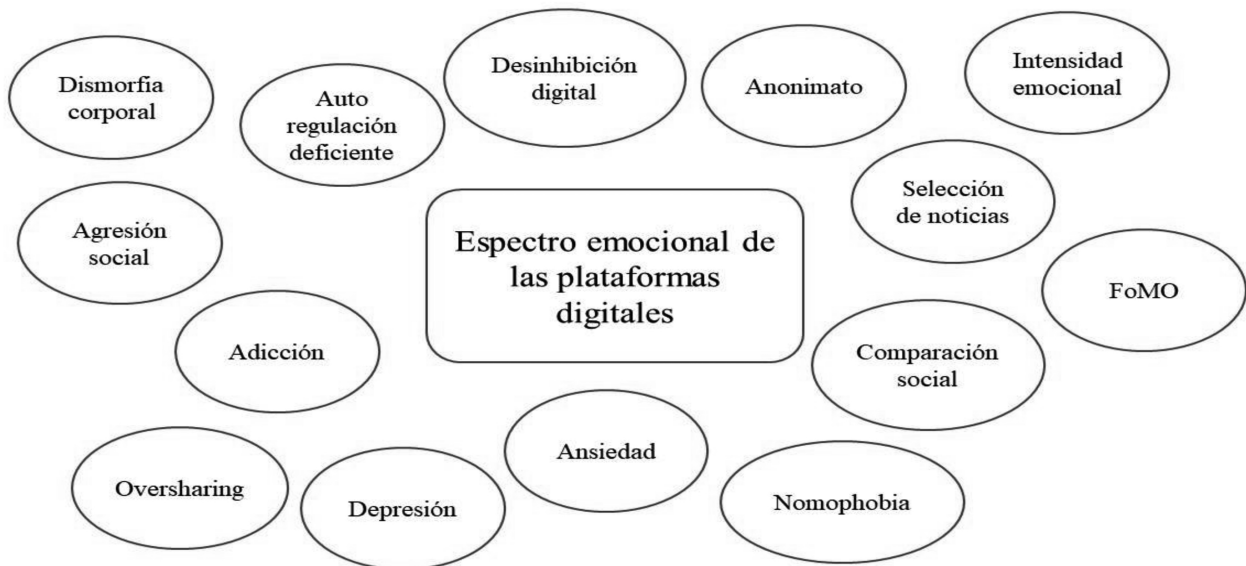 Dismorfia
corporal
Auto
regulación
deficiente
Desinhibición
digital
Anonimato
Intensidad
emocional
Selección
de noticias
Agresión
social
Espectro emocional de
las plataformas
digitales
FoMO
Adicción
Comparación
social
Ansiedad
Oversharing
Depresión
Nomophobia